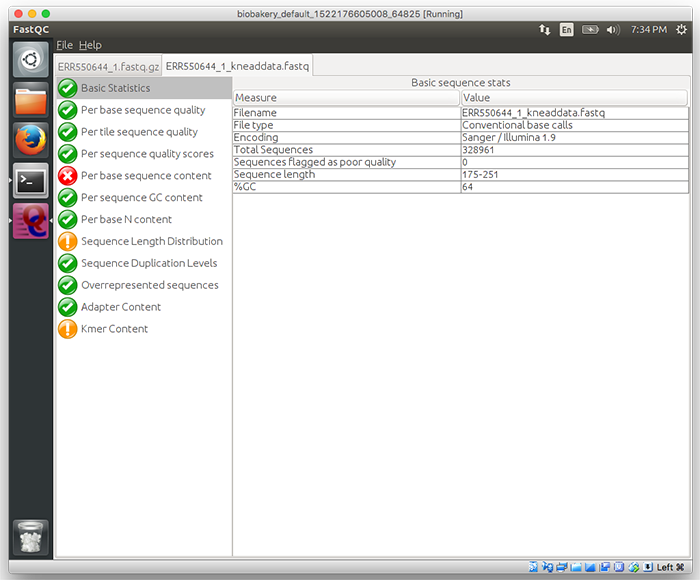 biobakery_default_1522176605008_64825 [Running]
FastQC
En
7:34 PM
File Help
ERR550644_1.fastq.gz
ERR550644_1_kneaddata.fastq
Basic Statistics
Per base sequence quality
Per tile sequence quality
Per sequence quality scores
Per base sequence content
Per sequence GC content
Per base N content
Sequence Length Distribution
Sequence Duplication Levels
Overrepresented sequences
Adapter Content
Kmer Content
Basic sequence stats
Measure Value
Filename ERR550644_1_kneaddata.fastq
File type Conventional base calls
Encoding Sanger / Illumina 1.9
Total Sequences 328961
Sequences flagged as poor quality 0
Sequence length 175-251
%GC 64
Left ⌘